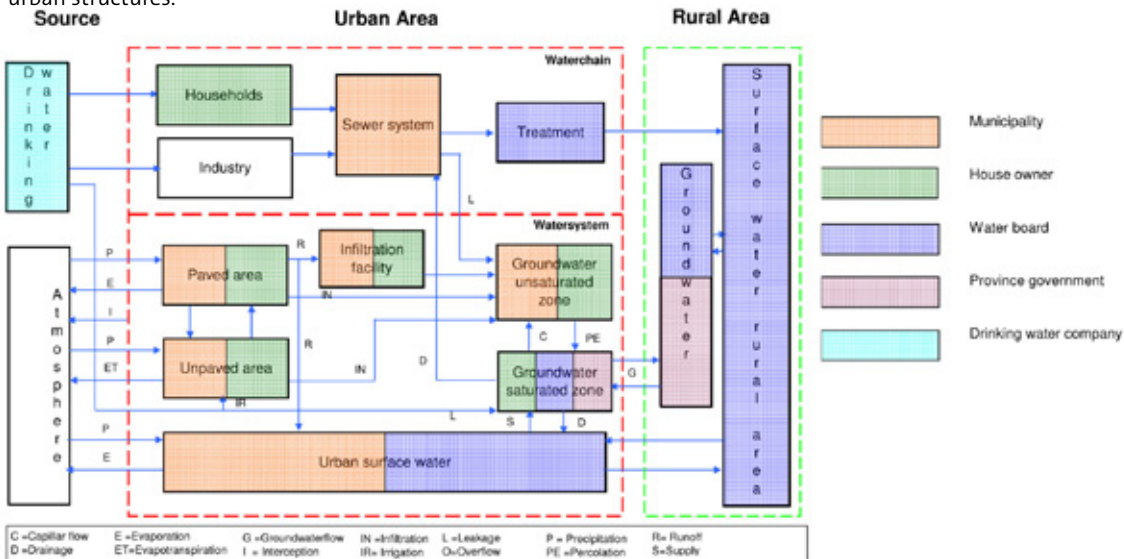 urban structures.
Source
Urban Area
Rural Area
Waterchain
Drinking water
Households
Industry
Sewer system
Treatment
L
Watersystem
Atmosphere
P
E
I
P
ET
P
E
Paved area
Unpaved area
R
Infiltration
facility
IN
R
IN
IR
D
L
Groundwater
unsaturated
zone
C
PE
Groundwater
saturated zone
S
D
G
Urban surface water
Groundwater
Surface water rural area
Municipality
House owner
Water board
Province government
Drinking water company
C =Capillar flow
D =Drainage
E =Evaporation
ET=Evapotranspiration
G =Groundwaterflow
I = Interception
IN =Infiltration
IR= Irrigation
L =Leakage
O=Overflow
P = Precipitation
PE = Percolation
R= Runoff
S=Supply